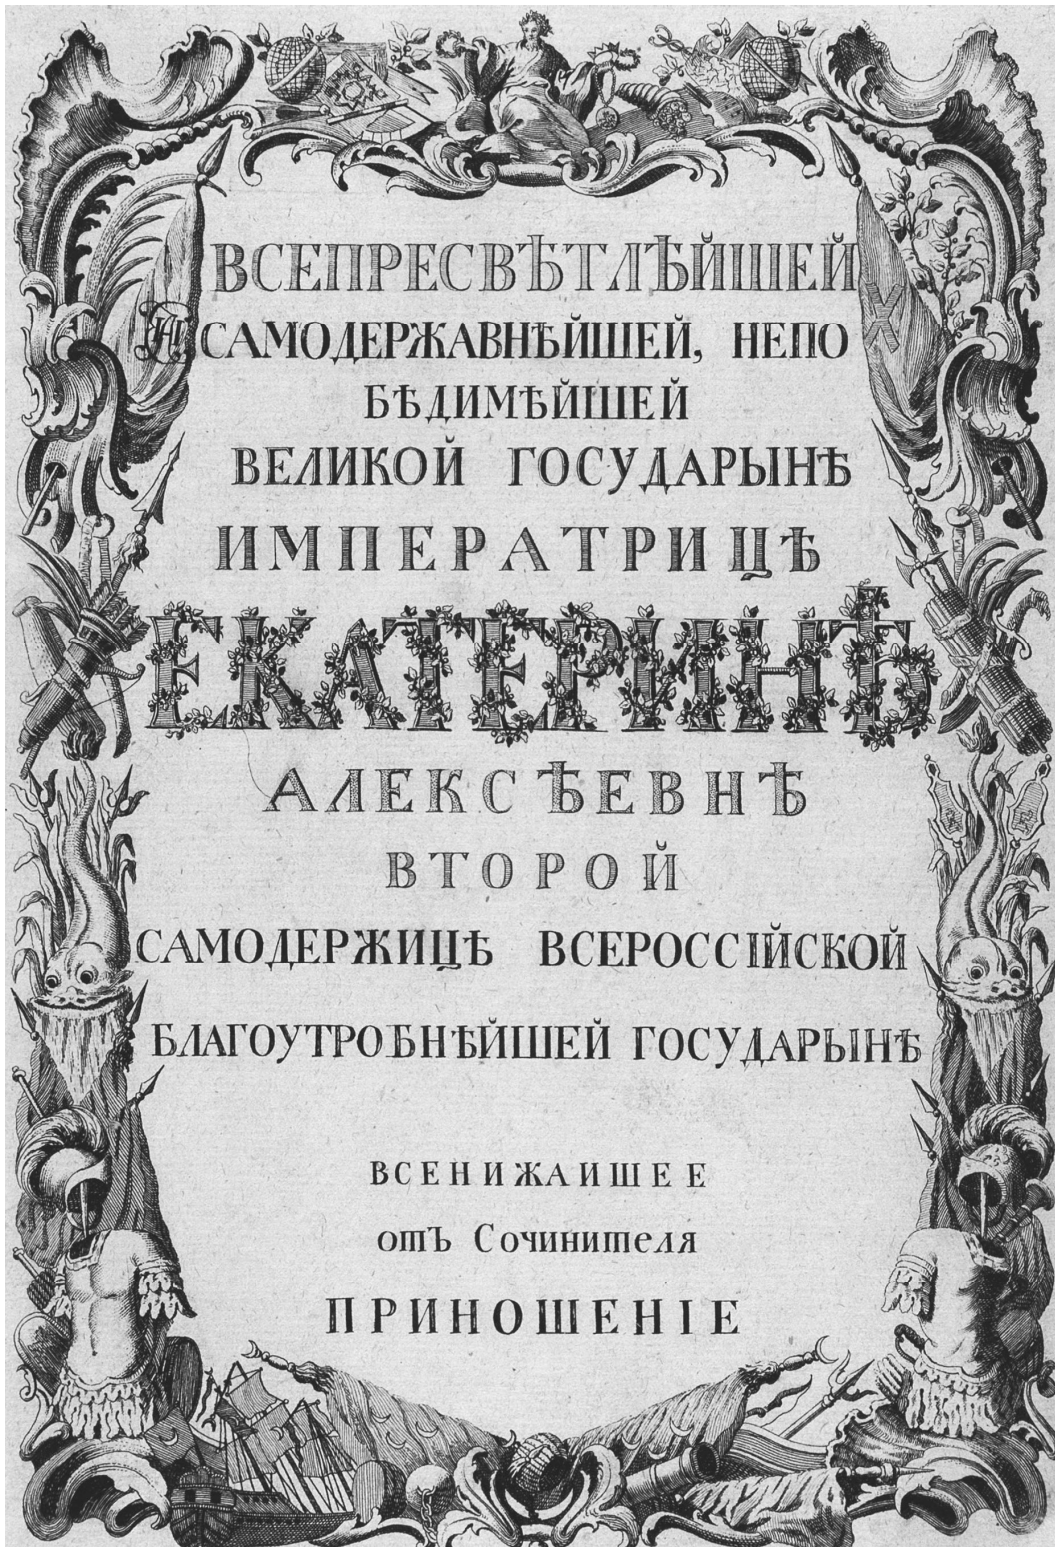 ВСЕПРЕСВѢТЛѢЙШЕЙ
САМОДЕРЖАВНѢЙШЕЙ, НЕПО
БѢДИМѢЙШЕЙ
ВЕЛИКОЙ ГОСУДАРЫНѢ
ИМПЕРАТРИЦѢ
ЕКАТЕРИНѢ
АЛЕКСѢЕВНѢ
ВТОРОЙ
САМОДЕРЖИЦѢ ВСЕРОССІЙСКОЙ
БЛАГОУТРОБНѢЙШЕЙ ГОСУДАРЫНѢ
ВСЕНИЖАИШЕЕ
отЪ Сочинителя
ПРИНОШЕНІЕ